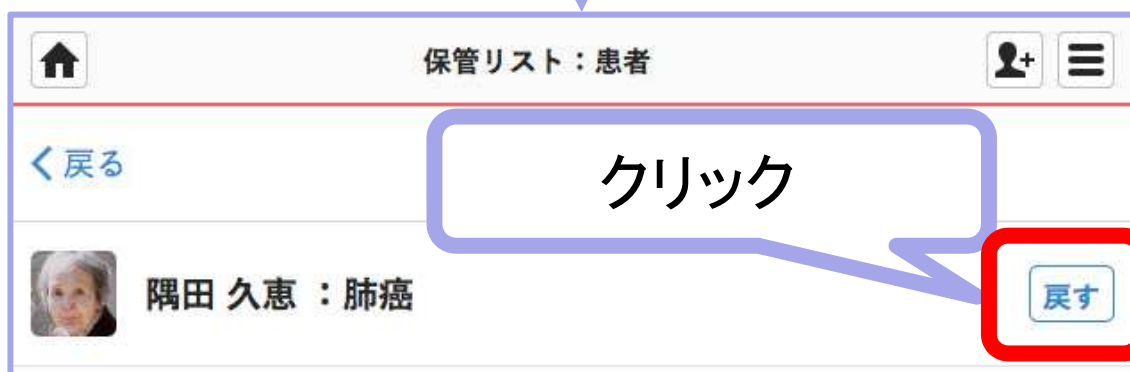 保管リスト：患者
戻る
クリック
隅田 久恵 ：肺癌
戻す